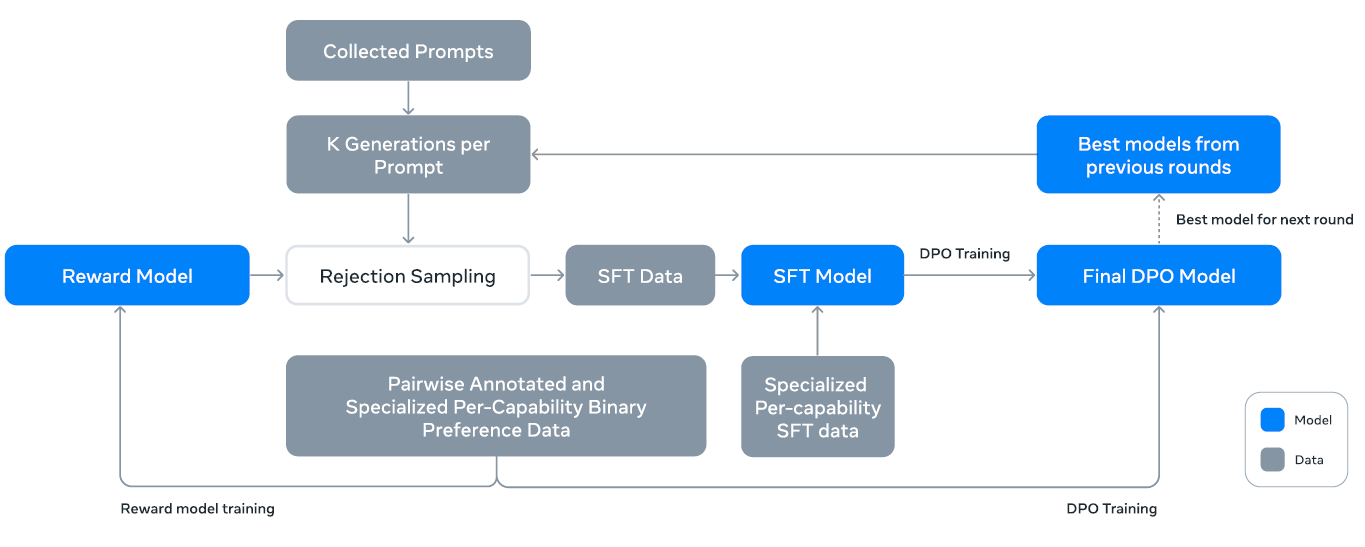 Collected Prompts
K Generations per
Prompt
Best models from
previous rounds
Best model for next round
Reward Model
Rejection Sampling
SFT Data
SFT Model
DPO Training
Final DPO Model
Pairwise Annotated and
Specialized Per-Capability Binary
Preference Data
Specialized
Per-capability
SFT data
Model
Data
Reward model training
DPO Training